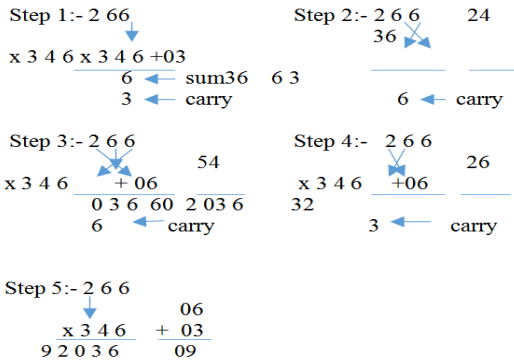 Step 1:- 2 66
x 3 4 6 x 3 4 6 +03
6 sum36 6 3
3 carry
Step 2:- 2 6 6 24
36
6 carry
Step 3:- 2 6 6
54
x 3 4 6 + 06
0 3 6 60 2 03 6
6 carry
Step 4:- 2 6 6
26
x 3 4 6 +06
32
3 carry
Step 5:- 2 6 6
06
x 3 4 6 + 03
9 2 0 3 6 09